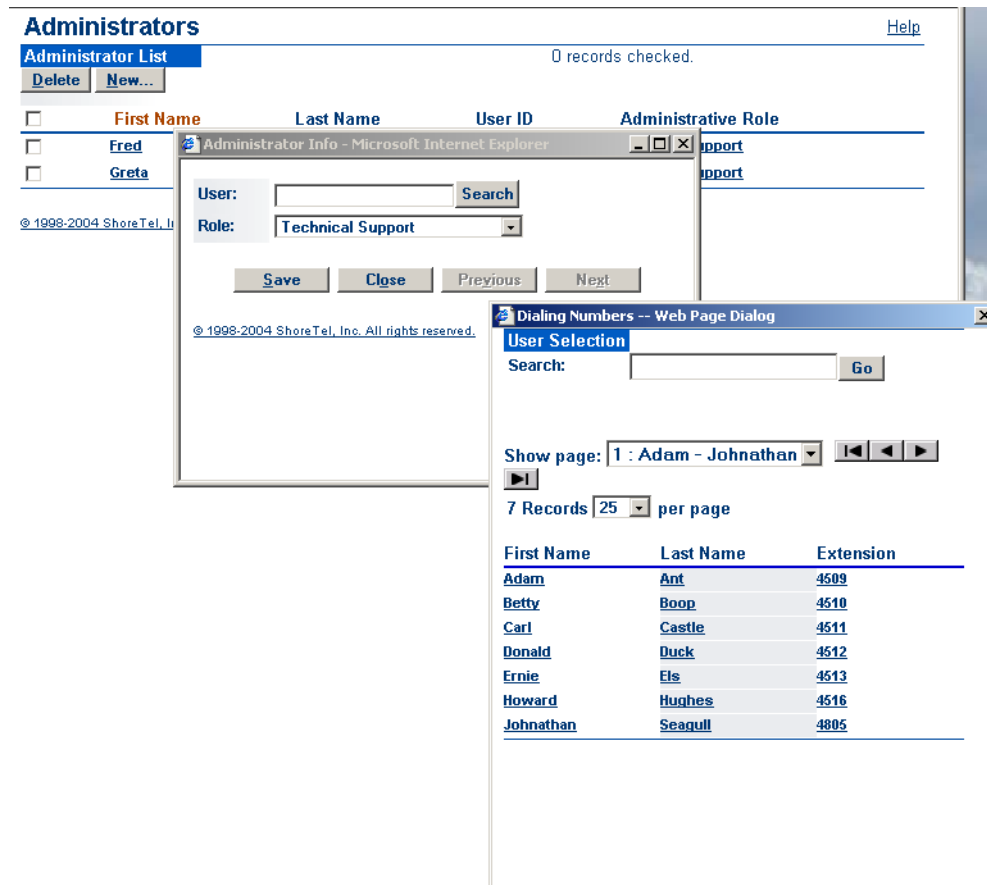 Administrators
Help
Administrator List
0 records checked.
Delete New...
First Name Last Name User ID Administrative Role
Fred
Greta
© 1998-2004 ShoreTel,
Administrator Info - Microsoft Internet Explorer
User: Search
Role: Technical Support
Save Close Previous Next
© 1998-2004 ShoreTel, Inc. All rights reserved.
Dialing Numbers -- Web Page Dialog
User Selection
Search: Go
Show page: 1 : Adam - Johnathan
7 Records 25 per page
First Name Last Name Extension
Adam Ant 4509
Betty Boop 4510
Carl Castle 4511
Donald Duck 4512
Ernie Els 4513
Howard Hughes 4516
Johnathan Seagull 4805